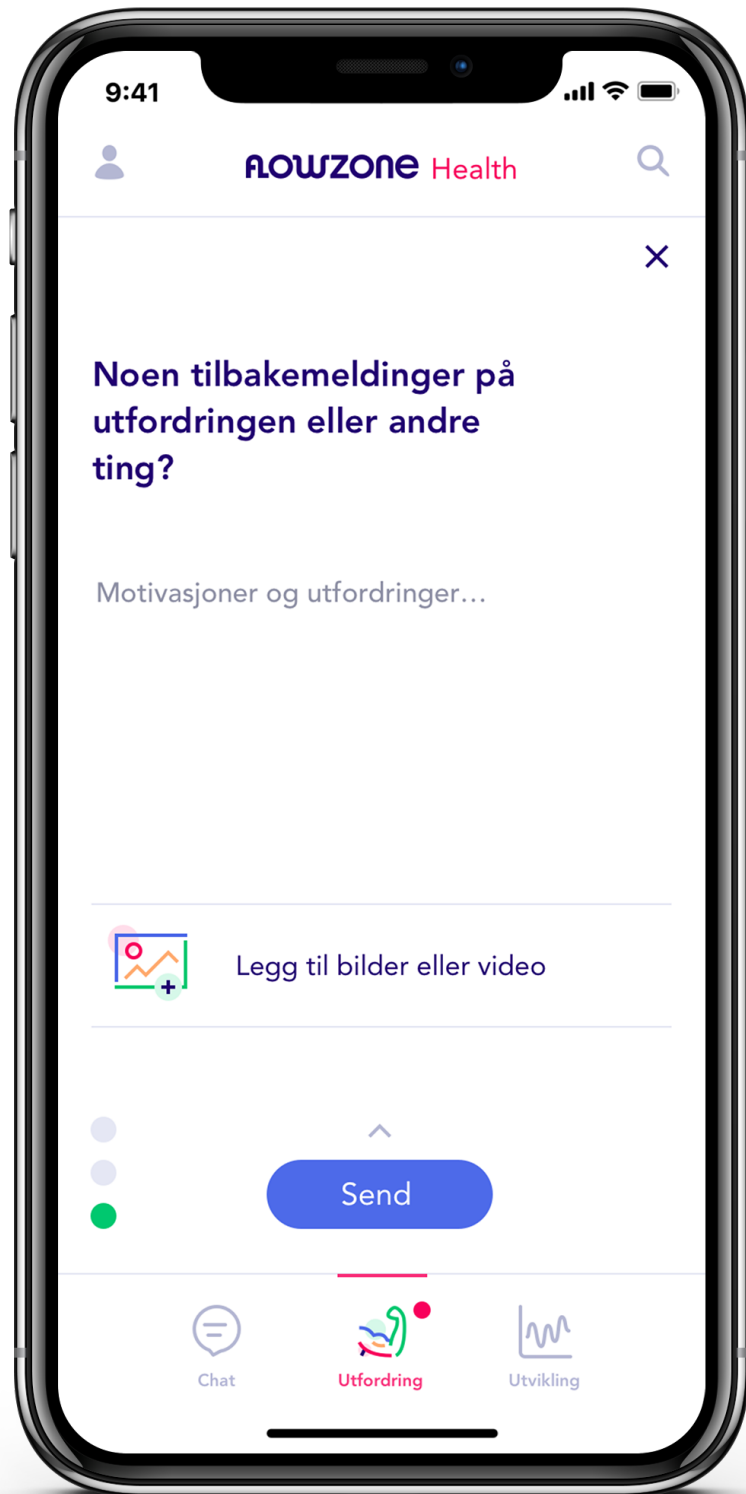 9:41
flowzone Health
Noen tilbakemeldinger på
utfordringen eller andre
ting?
Motivasjoner og utfordringer...
Legg til bilder eller video
Send
Chat
Utfordring
Utvikling